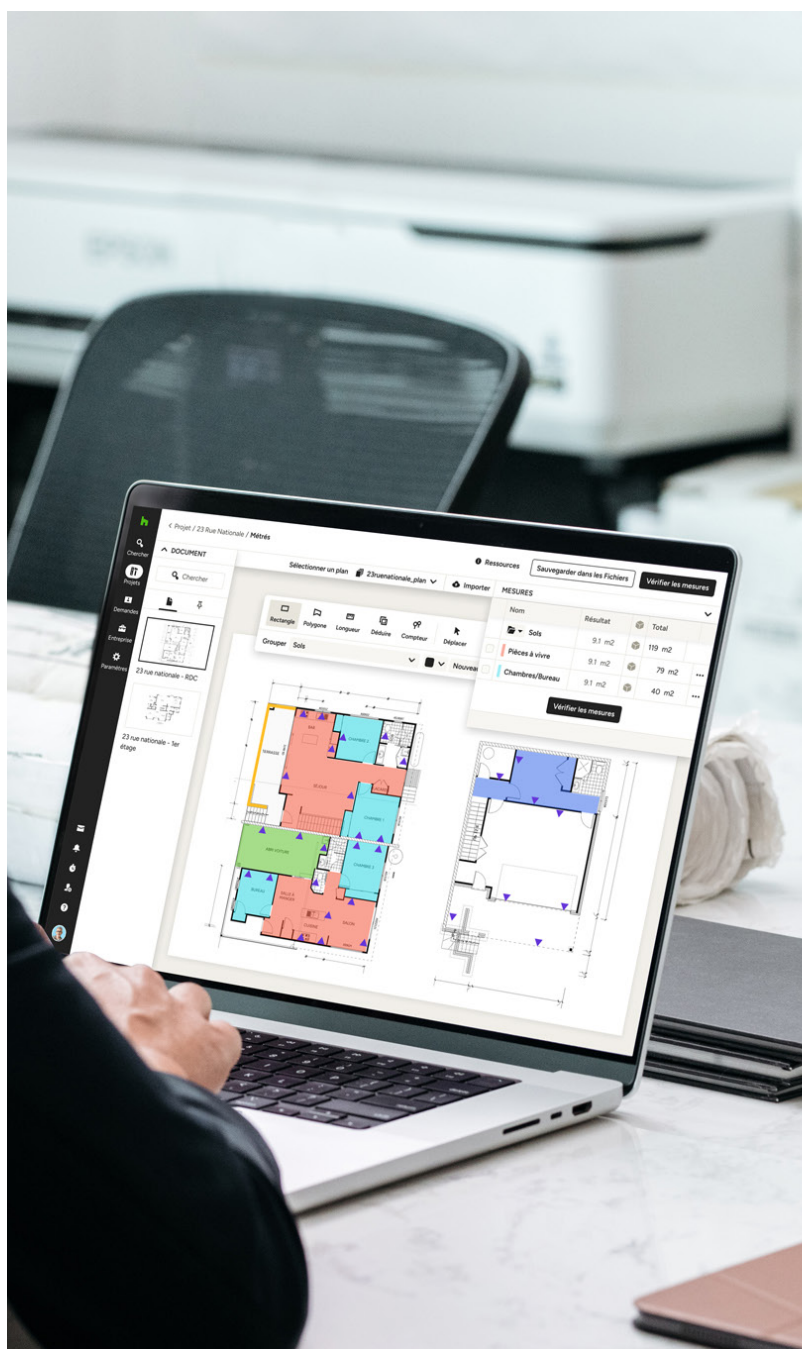 EPSON
h
Chercher
Projets
Demandes
Entreprise
Paramètres
< Projet / 23 Rue Nationale / Métrés
DOCUMENT
Chercher
23 rue nationale - RDC
23 rue nationale - 1er
étage
Sélectionner un plan 23ruenationale_plan
Importer
Ressources
Sauvegarder dans les Fichiers
Vérifier les mesures
Rectangle Polygone Longueur Déduire Compteur Déplacer
Grouper Sols
Nouveau
MESURES
Nom Résultat Total
Sols 9.1 m2 119 m2
Pièces à vivre 9.1 m2 79 m2 •••
Chambres/Bureau 9.1 m2 40 m2 •••
Vérifier les mesures
BAR
CHAMBRE 3
SEJOUR
CHAMBRE 1
CHAMBRE 2
BUREAU
SALLE A
MANGER
CUISINE
SALON